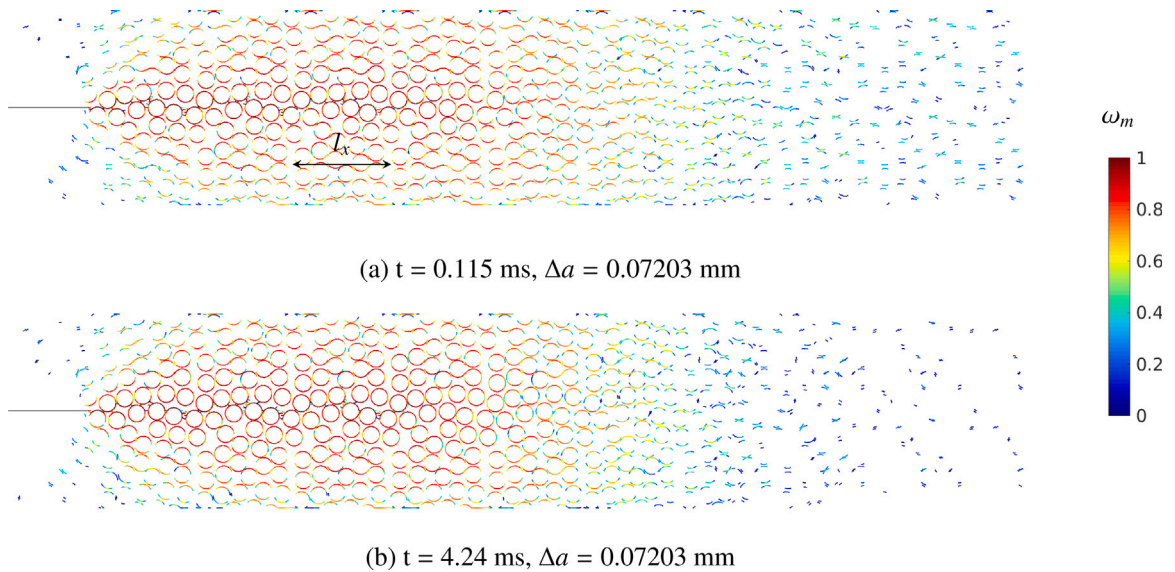 l_x
(a) t = 0.115 ms, Δa = 0.07203 mm
(b) t = 4.24 ms, Δa = 0.07203 mm
ω_m
1
0.8
0.6
0.4
0.2
0